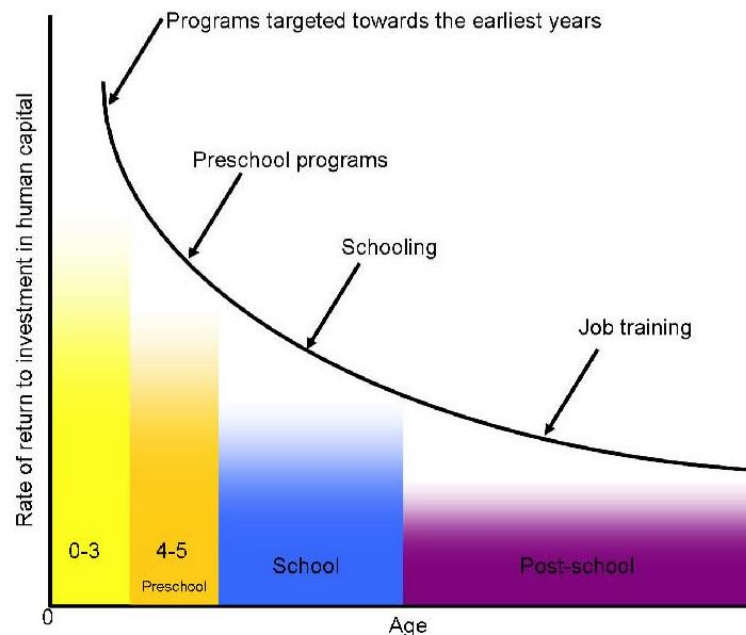 Programs targeted towards the earliest years
Preschool programs
Schooling
Job training
Rate of return to investment in human capital
0-3
4-5
Preschool
School
Post-school
0
Age